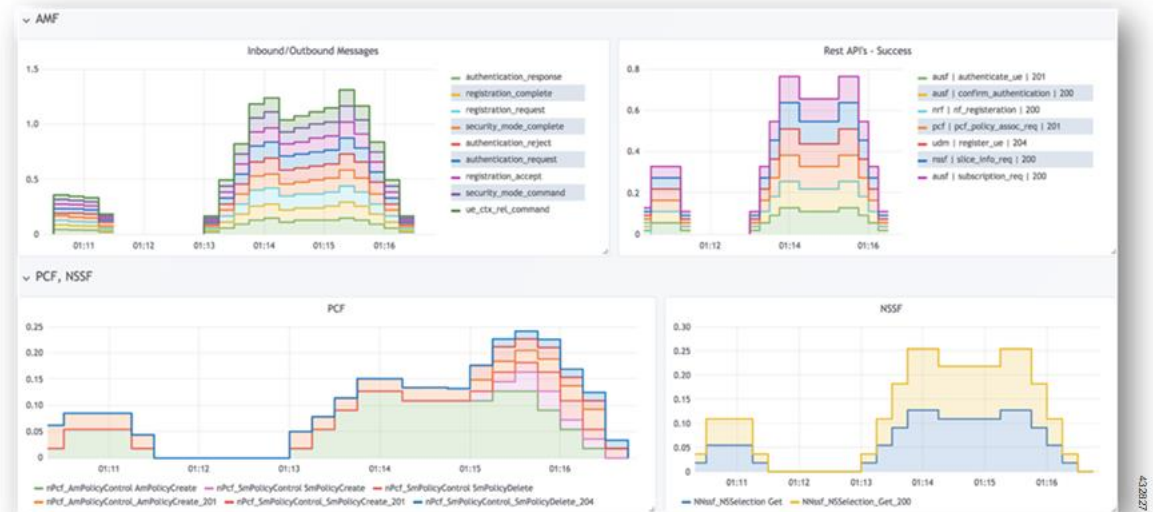 AMF
Inbound/Outbound Messages
1.5
1.0
0.5
0
01:11 01:12 01:13 01:14 01:15 01:16
authentication_response
registration_complete
registration_request
security_mode_complete
authentication_reject
authentication_request
registration_accept
security_mode_command
ue_ctx_rel_command
Rest API's - Success
0.8
0.6
0.4
0.2
0
01:12 01:14 01:16
ausf | authenticate_ue | 201
ausf | confirm_authentication | 200
nrf | nf_registeration | 200
pcf | pcf_policy_assoc_req | 201
udm | register_ue | 204
nssf | slice_info_req | 200
ausf | subscription_req | 200
PCF, NSSF
PCF
0.25
0.20
0.15
0.10
0.05
0
01:11 01:12 01:13 01:14 01:15 01:16
nPcf_AmPolicyControl AmPolicyCreate nPcf_SmPolicyControl SmPolicyCreate nPcf_SmPolicyControl SmPolicyDelete
nPcf_AmPolicyControl_AmPolicyCreate_201 nPcf_SmPolicyControl_SmPolicyCreate_201 nPcf_SmPolicyControl_SmPolicyDelete_204
NSSF
0.30
0.25
0.20
0.15
0.10
0.05
0
01:11 01:12 01:13 01:14 01:15 01:16
NNssf_NSSelection Get NNssf_NSSelection_Get_200
432827